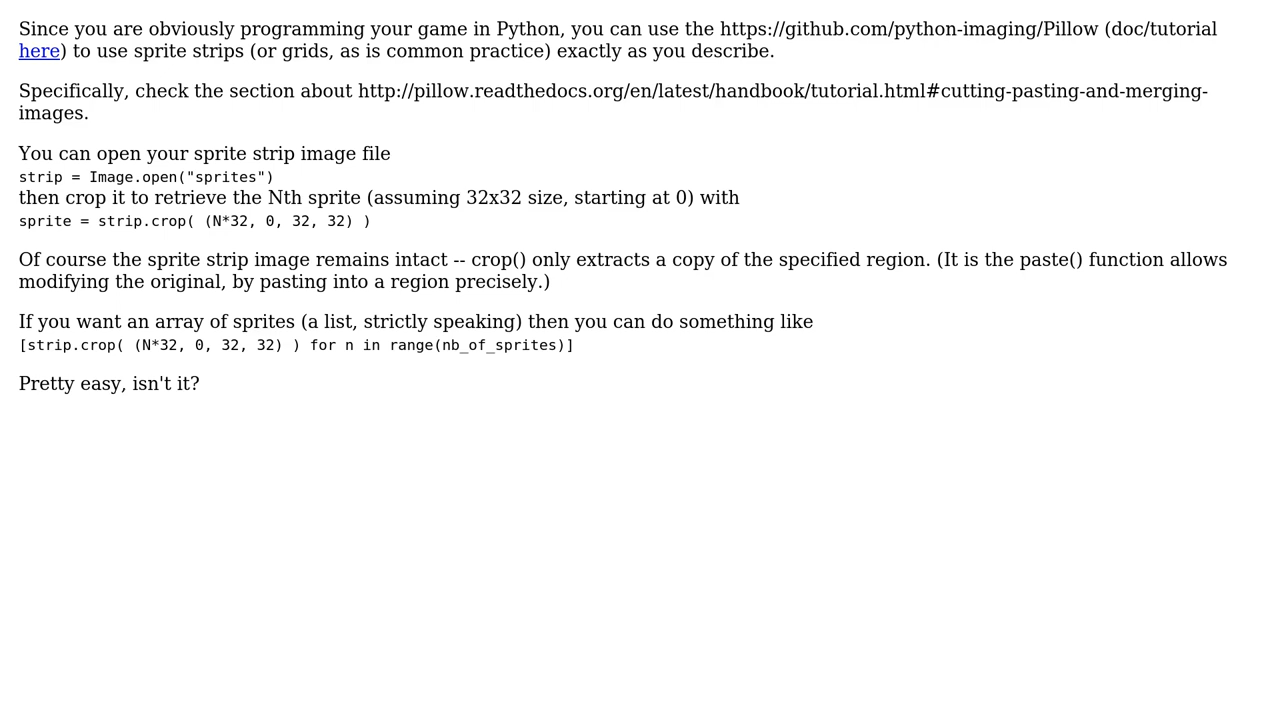 Since you are obviously programming your game in Python, you can use the https://github.com/python-imaging/Pillow (doc/tutorial
here) to use sprite strips (or grids, as is common practice) exactly as you describe.
Specifically, check the section about http://pillow.readthedocs.org/en/latest/handbook/tutorial.html#cutting-pasting-and-merging-
images.
You can open your sprite strip image file
strip = Image.open("sprites")
then crop it to retrieve the Nth sprite (assuming 32x32 size, starting at 0) with
sprite = strip.crop( (N*32, 0, 32, 32) )
Of course the sprite strip image remains intact -- crop() only extracts a copy of the specified region. (It is the paste() function allows
modifying the original, by pasting into a region precisely.)
If you want an array of sprites (a list, strictly speaking) then you can do something like
[strip.crop( (N*32, 0, 32, 32) ) for n in range(nb_of_sprites)]
Pretty easy, isn't it?